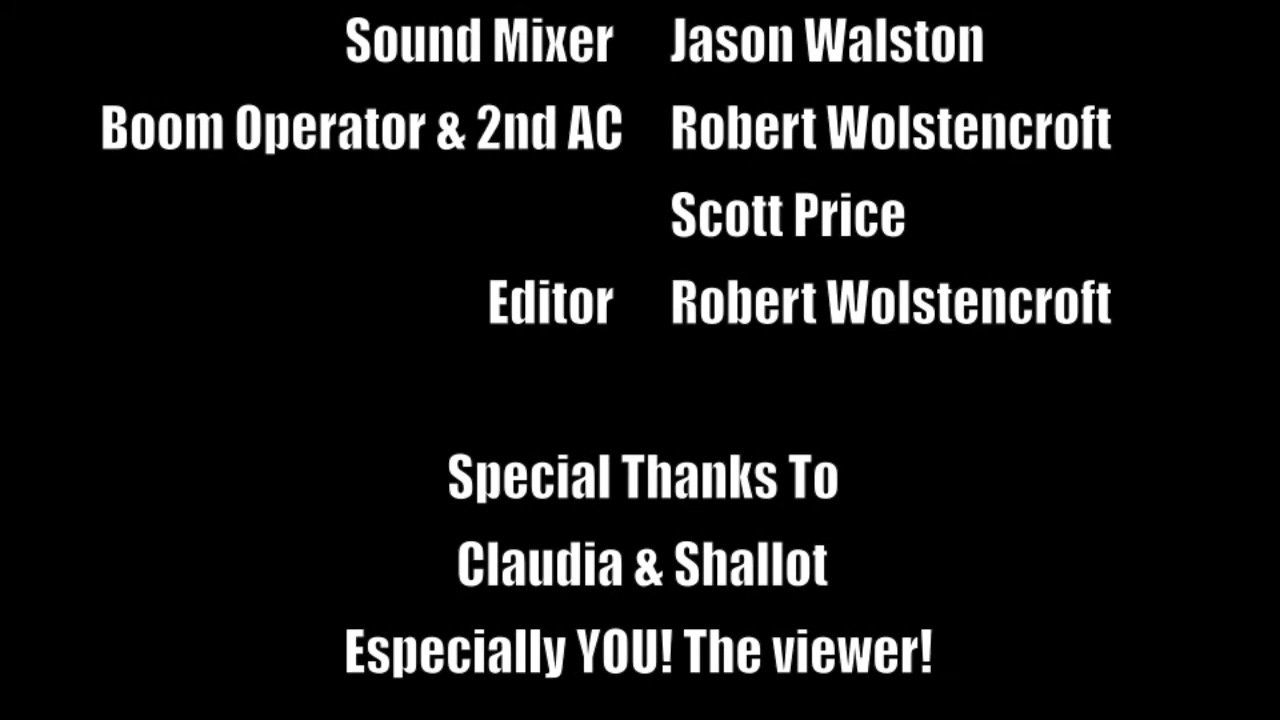 Sound Mixer Jason Walston
Boom Operator & 2nd AC Robert Wolstencroft
Scott Price
Editor Robert Wolstencroft
Special Thanks To
Claudia & Shallot
Especially YOU! The viewer!